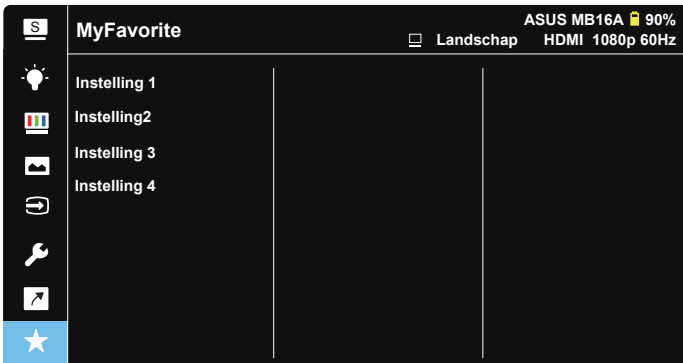 S
MyFavorite
ASUS MB16A 90%
Landschap HDMI 1080p 60Hz
Instelling 1
Instelling2
Instelling 3
Instelling 4